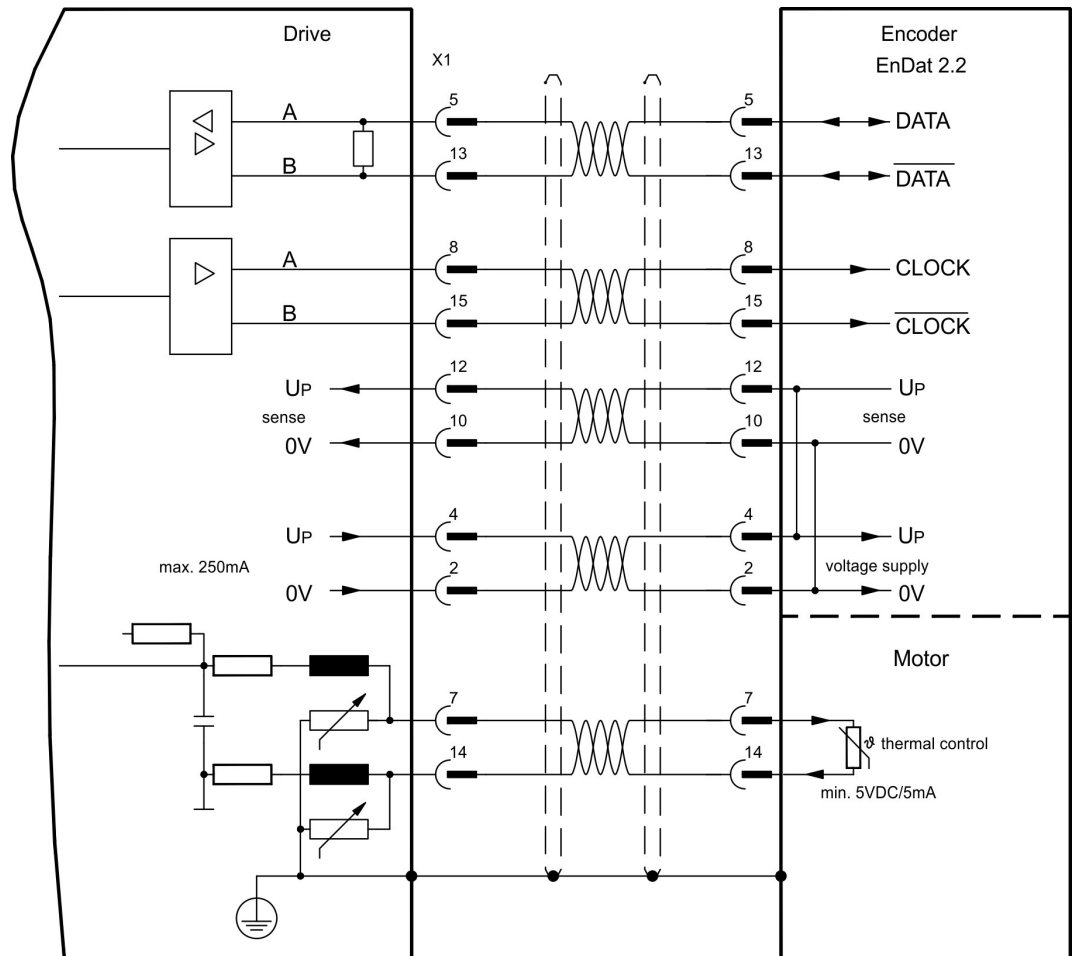 Drive
Encoder
EnDat 2.2
X1
A 5 5 DATA
B 13 13 DATA
A 8 8 CLOCK
B 15 15 CLOCK
UP 12 12 UP
sense sense
0V 10 10 0V
UP 4 4 UP
max. 250mA voltage supply
0V 2 2 0V
Motor
7 7
ϑ thermal control
14 14
min. 5VDC/5mA